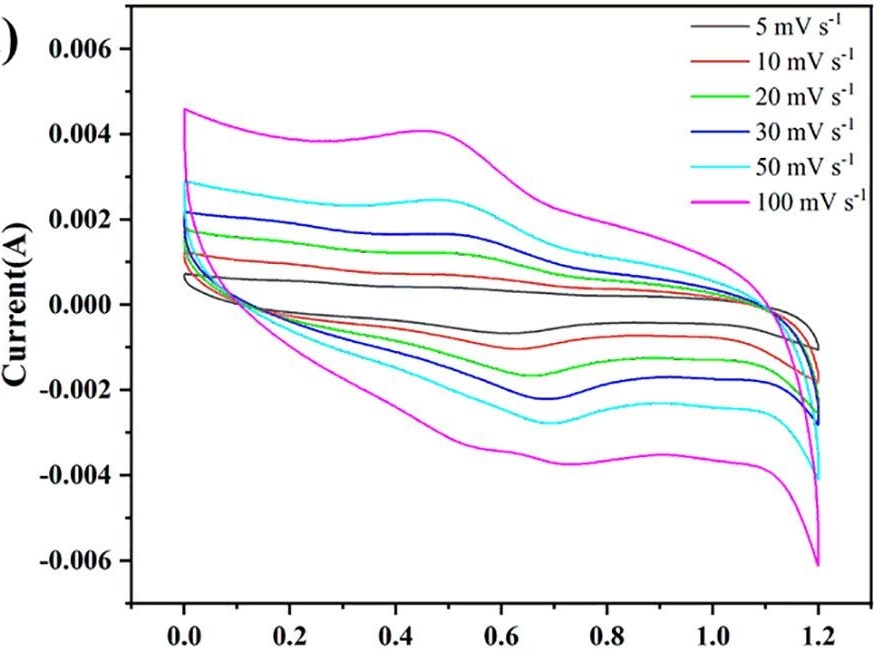 )
5 mV s⁻¹
10 mV s⁻¹
20 mV s⁻¹
30 mV s⁻¹
50 mV s⁻¹
100 mV s⁻¹
Current(A)
0.006
0.004
0.002
0.000
-0.002
-0.004
-0.006
0.0 0.2 0.4 0.6 0.8 1.0 1.2